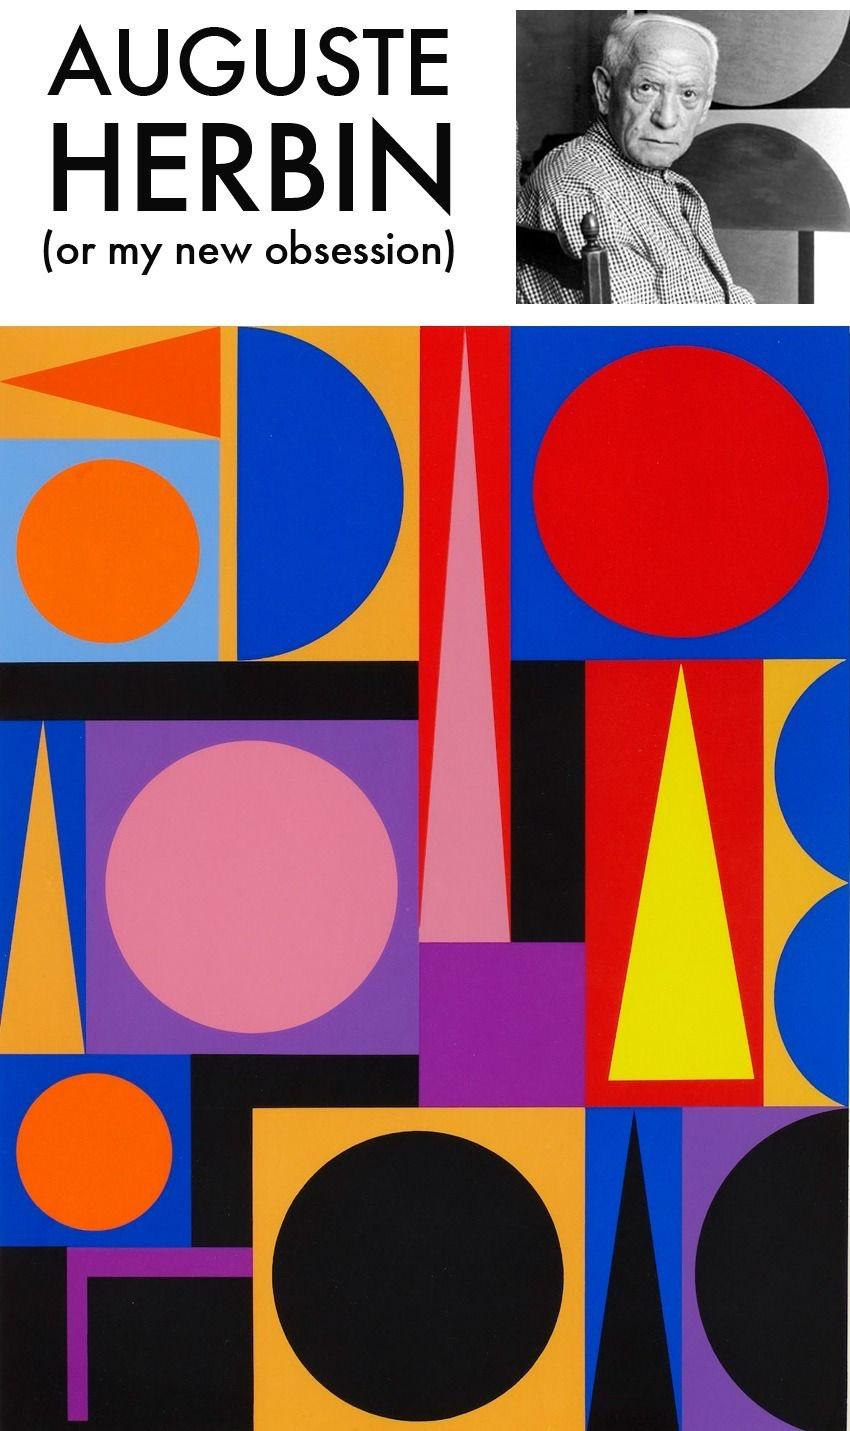 AUGUSTE
HERBIN
(or my new obsession)